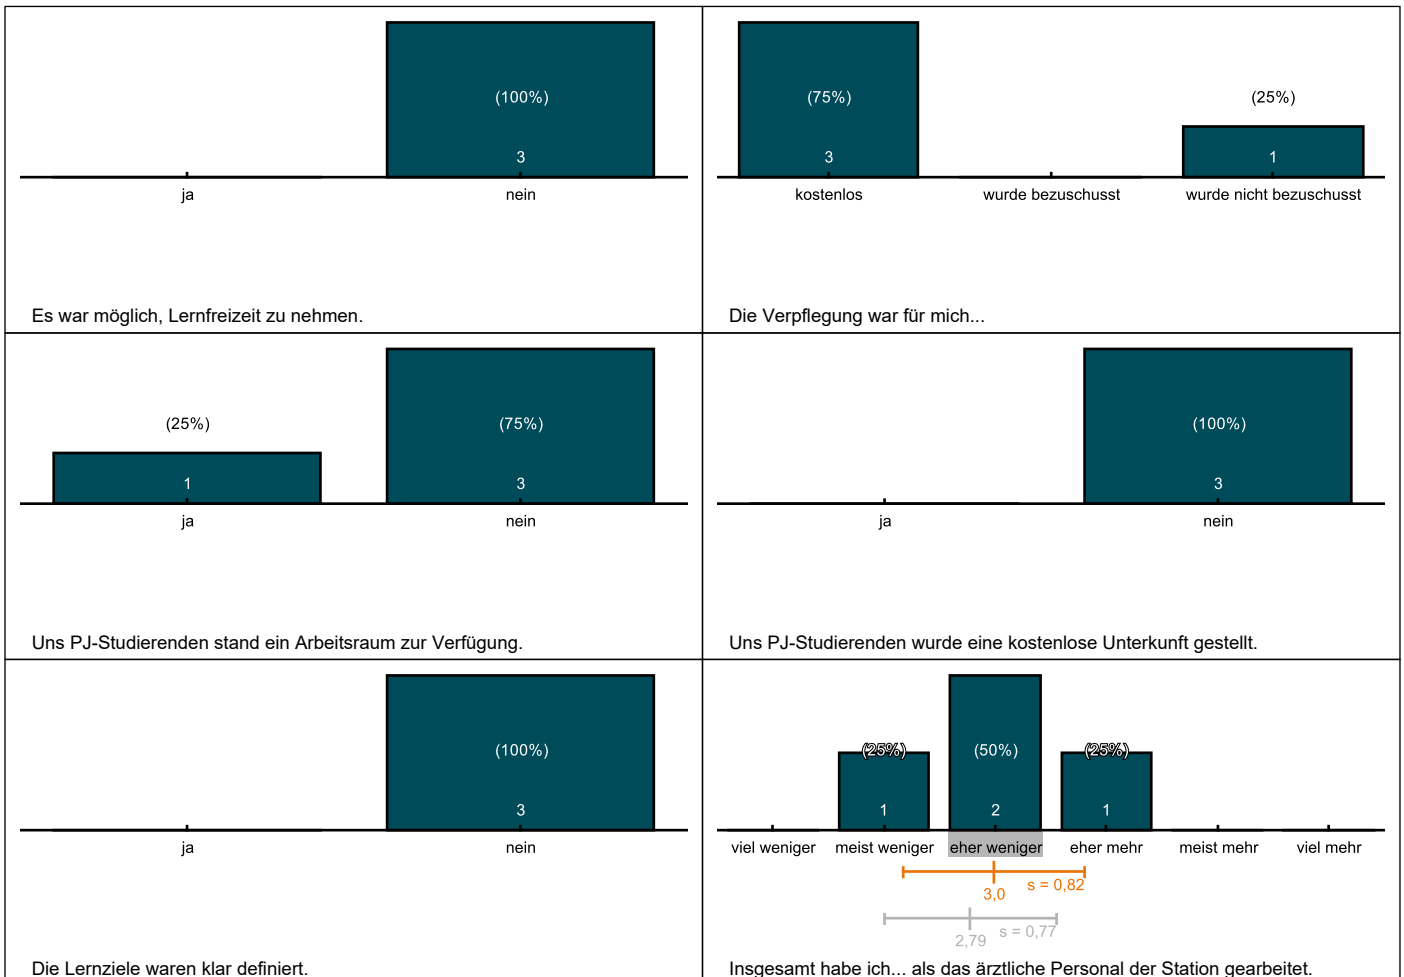 (100%)
3
ja
nein
Es war möglich, Lernfreizeit zu nehmen.
(75%)
(25%)
3
1
kostenlos
wurde bezuschusst
wurde nicht bezuschusst
Die Verpflegung war für mich...
(25%)
(75%)
1
3
ja
nein
Uns PJ-Studierenden stand ein Arbeitsraum zur Verfügung.
(100%)
3
ja
nein
Uns PJ-Studierenden wurde eine kostenlose Unterkunft gestellt.
(100%)
3
ja
nein
Die Lernziele waren klar definiert.
(25%)
(50%)
(25%)
1
2
1
viel weniger
meist weniger
eher weniger
eher mehr
meist mehr
viel mehr
3,0
s = 0,82
2,79
s = 0,77
Insgesamt habe ich... als das ärztliche Personal der Station gearbeitet.